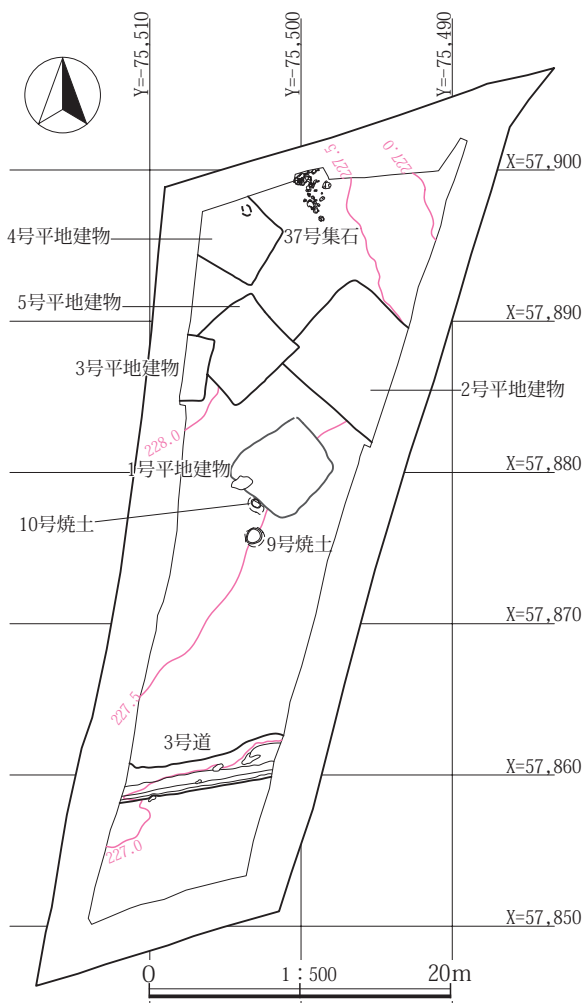 Y=-75,510
Y=-75,500
Y=-75,490
X=57,900
227.5
227.0
4号平地建物
37号集石
5号平地建物
X=57,890
3号平地建物
2号平地建物
228.0
1号平地建物
X=57,880
10号焼土
9号焼土
X=57,870
227.5
3号道
X=57,860
227.0
X=57,850
0
1:500
20m